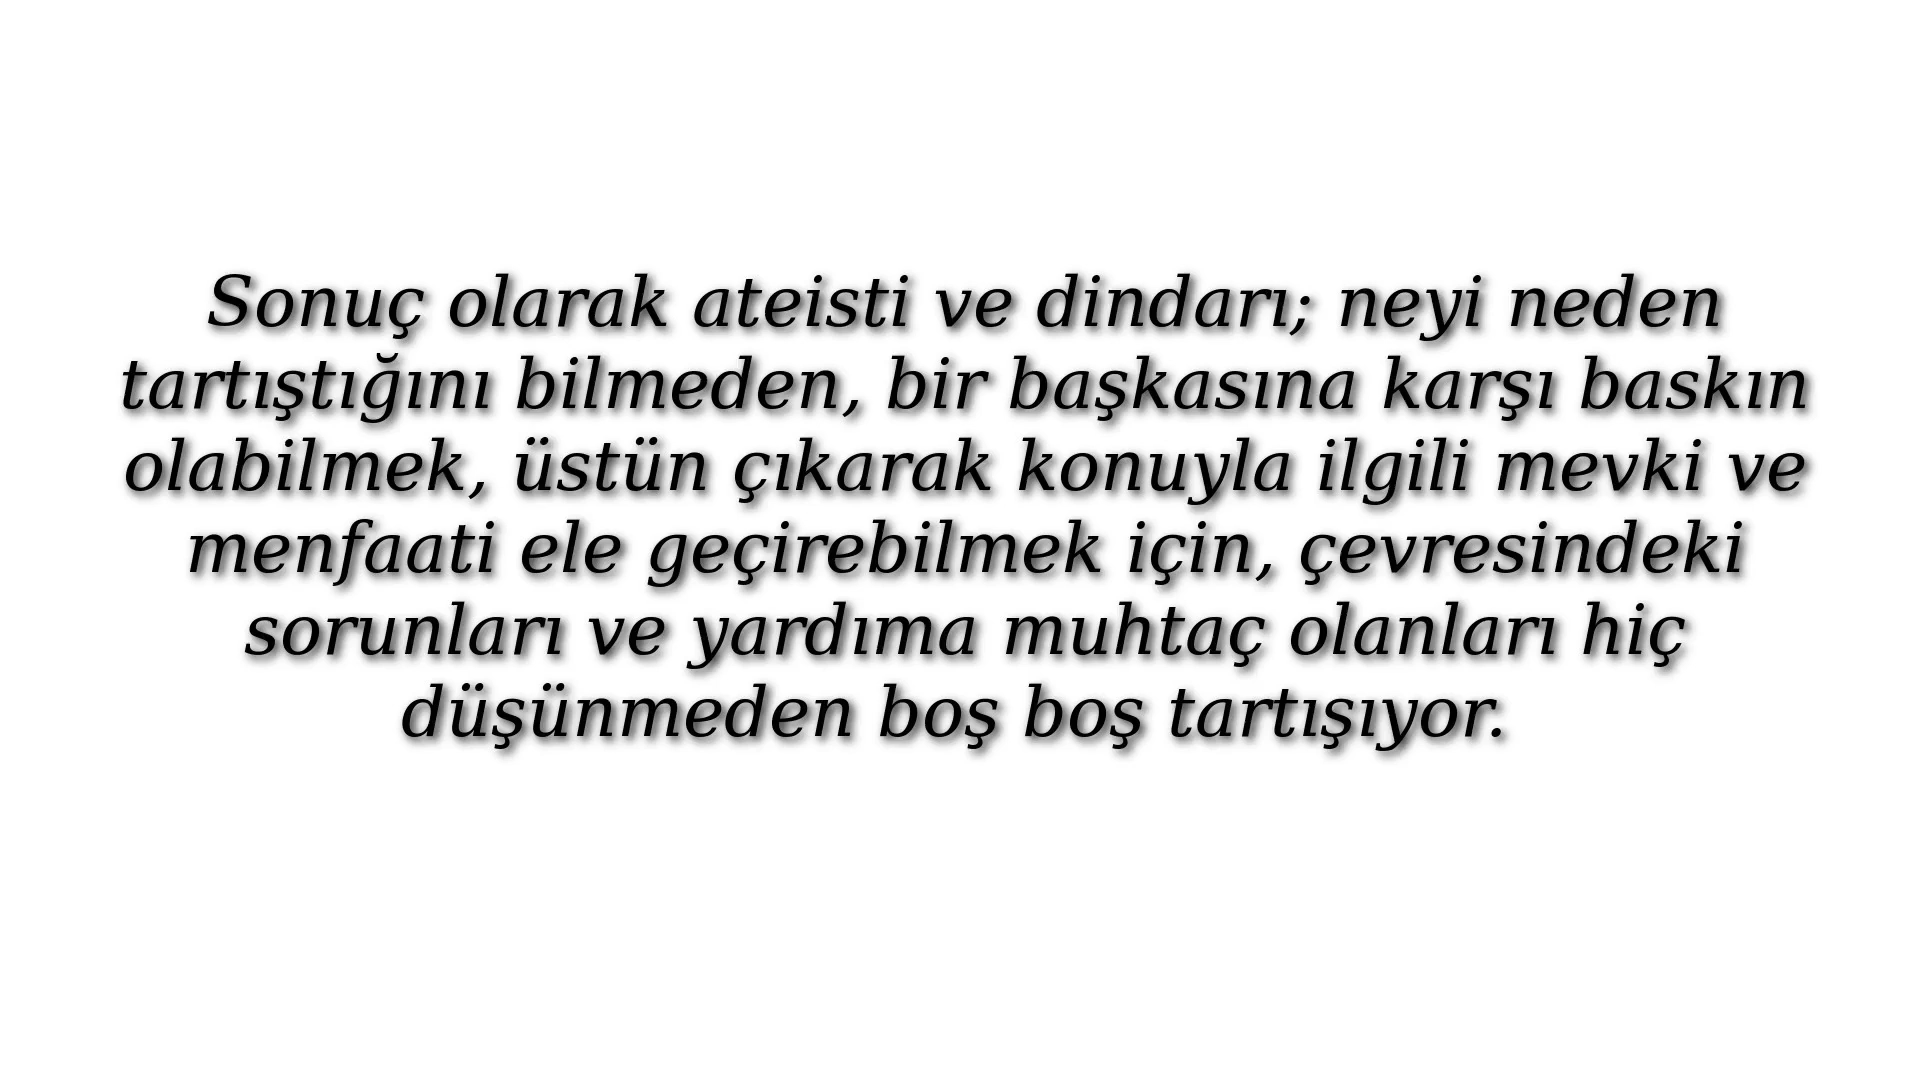 Sonuç olarak ateisti ve dindarı; neyi neden
tartıştığını bilmeden, bir başkasına karşı baskın
olabilmek, üstün çıkarak konuyla ilgili mevki ve
menfaati ele geçirebilmek için, çevresindeki
sorunları ve yardıma muhtaç olanları hiç
düşünmeden boş boş tartışıyor.